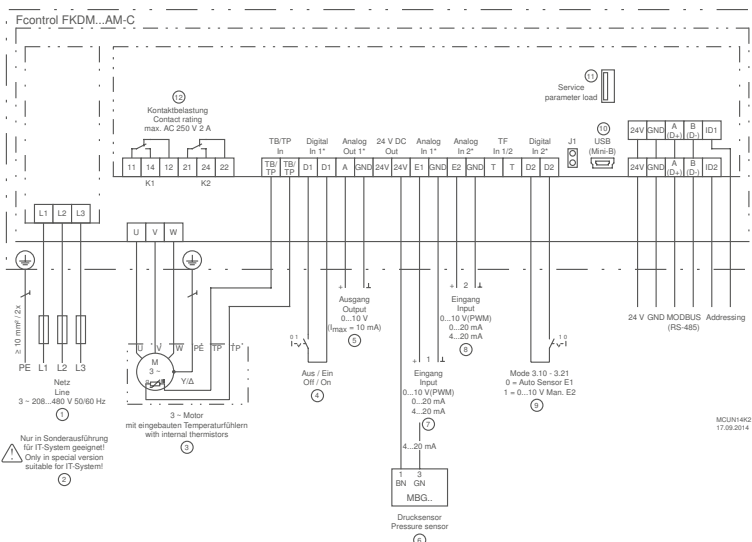 Fcontrol FKDM...AM-C
12
Kontaktbelastung
Contact rating
max. AC 250 V 2 A
11 14 12 21 24 22
K1 K2
TB/TP
In
Digital
In 1*
Analog
Out 1*
24 V DC
Out
Analog
In 1*
Analog
In 2*
TF
In 1/2
Digital
In 2*
J1
10
USB
(Mini-B)
11
Service
parameter load
TB/
TP
TB/
TP
D1 D1 A GND 24V 24V E1 GND E2 GND T T D2 D2
24V GND A
(D+)
B
(D-)
ID1
24V GND A
(D+)
B
(D-)
ID2
L1 L2 L3
U V W
≥ 10 mm² / 2x
PE L1 L2 L3
Netz
Line
3 ~ 208...480 V 50/60 Hz
1
Nur in Sonderausführung
für IT-System geeignet!
Only in special version
suitable for IT-System!
2
U V W PE TP TP
M
3 ~
Y/Δ
3 ~ Motor
mit eingebauten Temperaturfühlern
with internal thermistors
3
0 1
Aus / Ein
Off / On
4
+
Ausgang
Output
0...10 V
(Imax = 10 mA)
5
+ 1
Eingang
Input
0...10 V(PWM)
0...20 mA
4...20 mA
7
4...20 mA
1 3
BN GN
MBG..
Drucksensor
Pressure sensor
6
+ 2
Eingang
Input
0...10 V(PWM)
0...20 mA
4...20 mA
8
1 0
Mode 3.10 - 3.21
0 = Auto Sensor E1
1 = 0...10 V Man. E2
9
24 V GND MODBUS Addressing
(RS-485)
MCUN14K2
17.09.2014